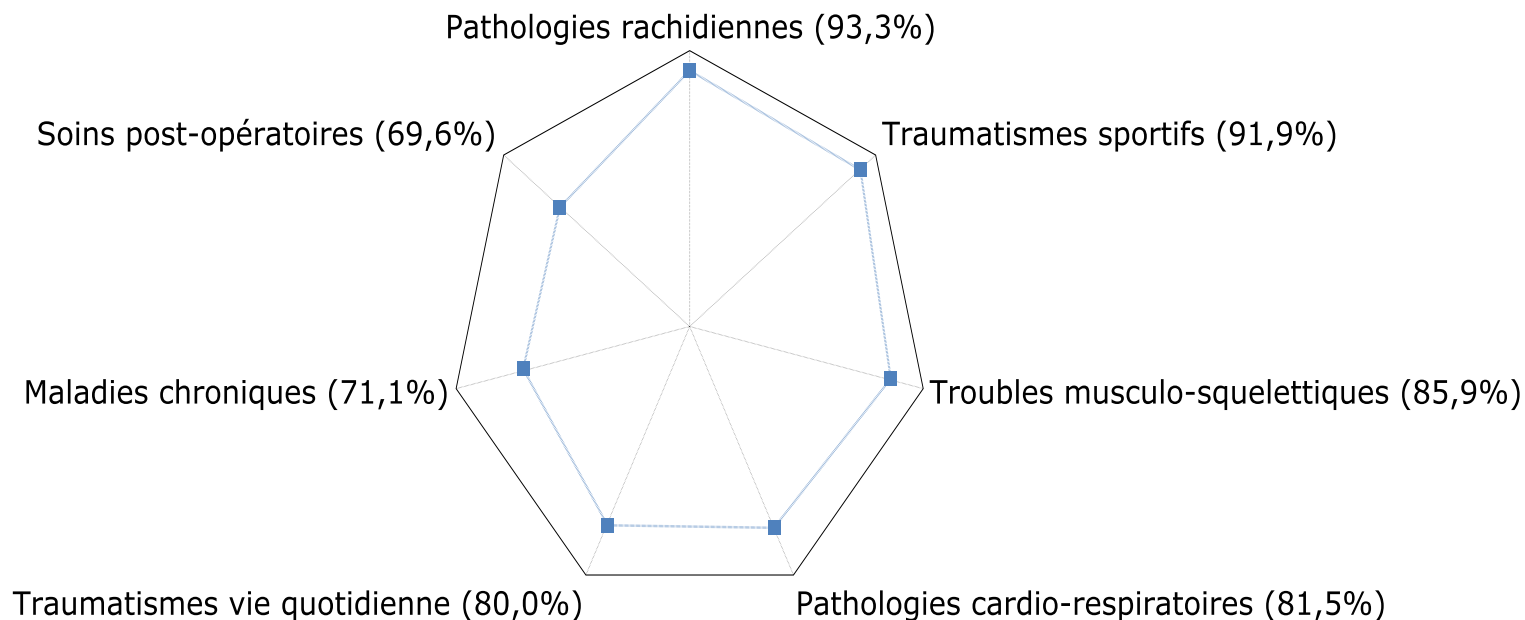 Pathologies rachidiennes (93,3%)
Soins post-opératoires (69,6%)
Traumatismes sportifs (91,9%)
Maladies chroniques (71,1%)
Troubles musculo-squelettiques (85,9%)
Traumatismes vie quotidienne (80,0%)
Pathologies cardio-respiratoires (81,5%)